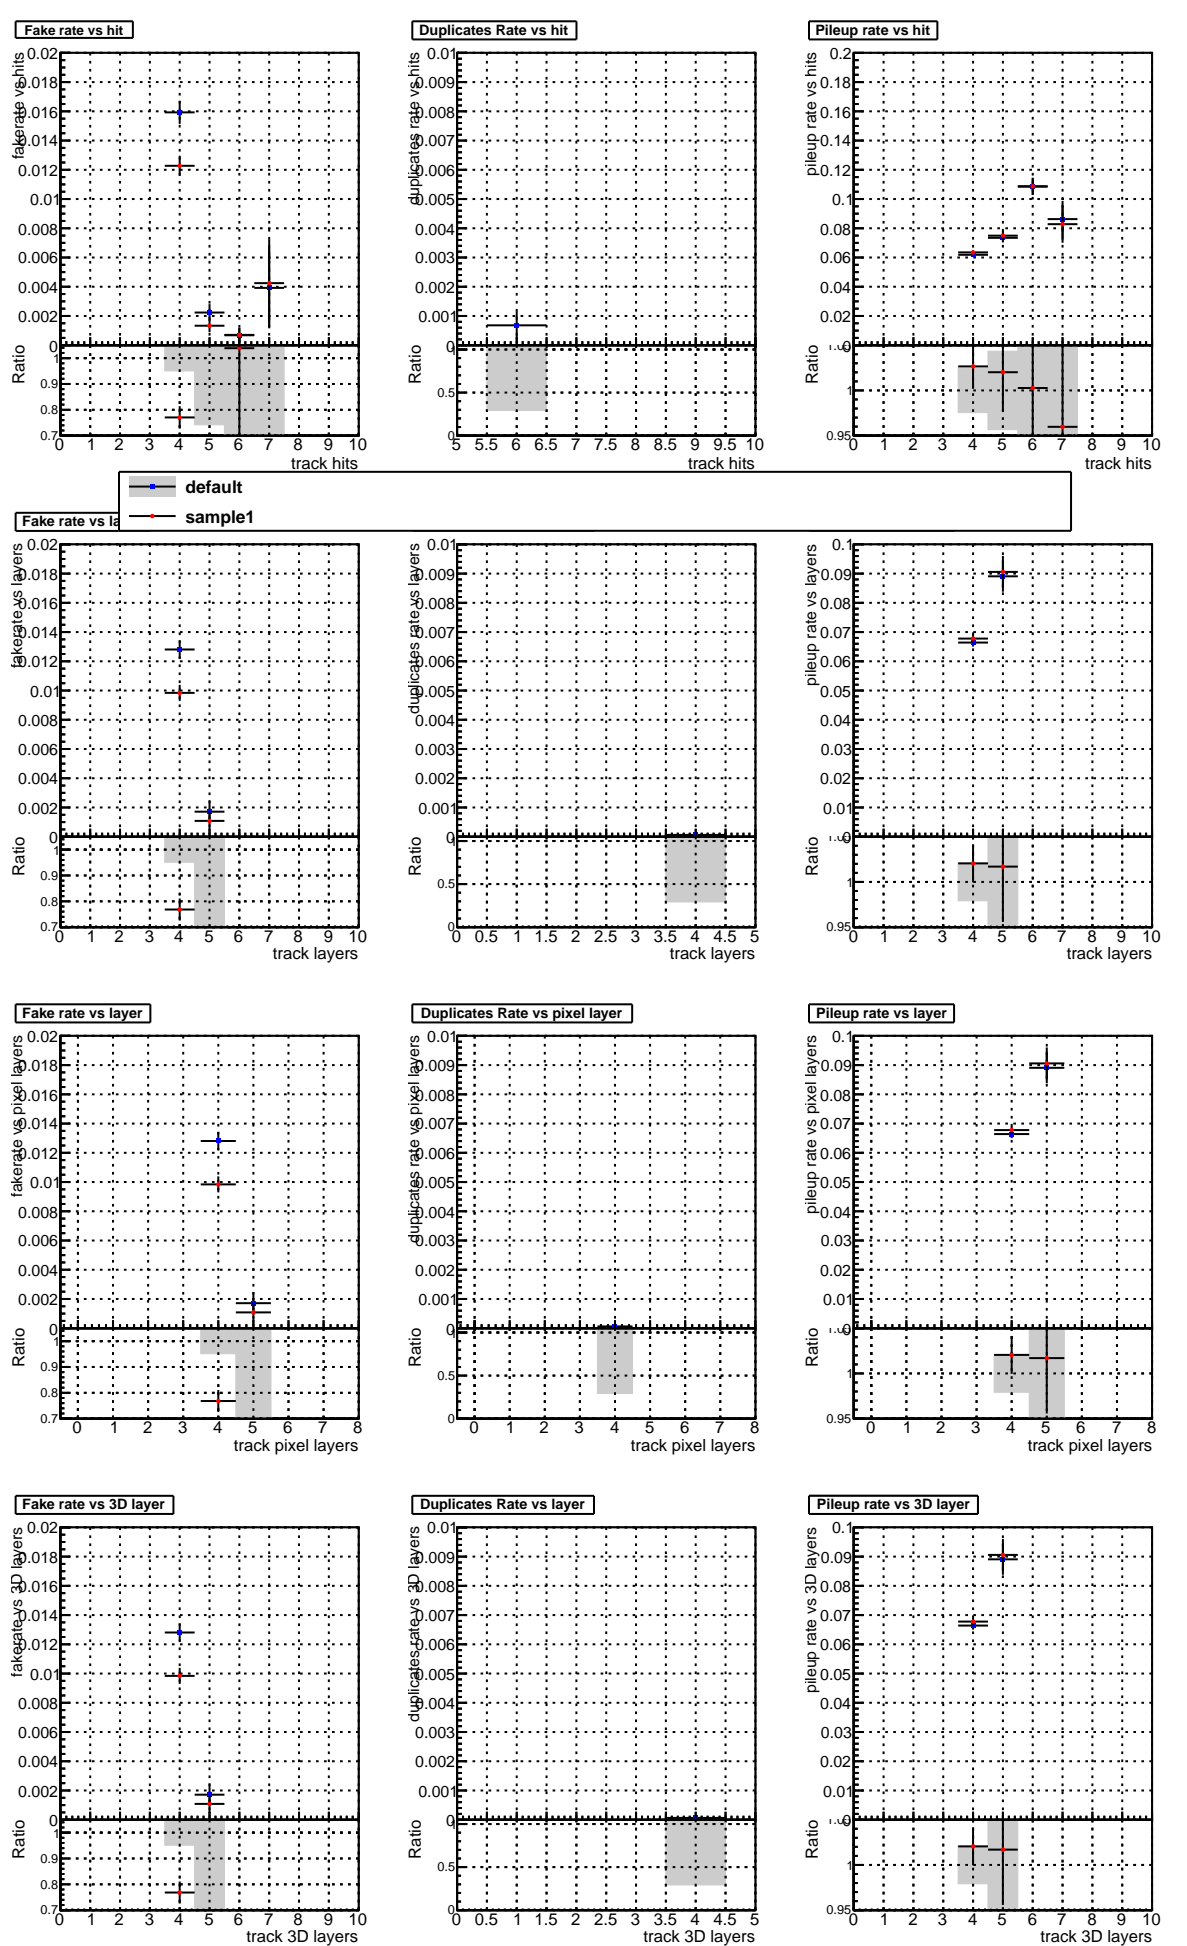 Fake rate vs hit
Duplicates Rate vs hit
Pileup rate vs hit
fakerate vs hits
0.02
0.018
0.016
0.014
0.012
0.01
0.008
0.006
0.004
0.002
0
Ratio
1
0.9
0.8
0.7
0 1 2 3 4 5 6 7 8 9 10
track hits
duplicates rate vs hits
0.01
0.009
0.008
0.007
0.006
0.005
0.004
0.003
0.002
0.001
0
Ratio
1
0.5
0
5 5.5 6 6.5 7 7.5 8 8.5 9 9.5 10
track hits
pileup rate vs hits
0.2
0.18
0.16
0.14
0.12
0.1
0.08
0.06
0.04
0.02
0
Ratio
1
0.95
0 1 2 3 4 5 6 7 8 9 10
track hits
default
sample1
Fake rate vs la
fakerate vs layers
0.02
0.018
0.016
0.014
0.012
0.01
0.008
0.006
0.004
0.002
0
Ratio
1
0.9
0.8
0.7
0 1 2 3 4 5 6 7 8 9 10
track layers
duplicates rate vs layers
0.01
0.009
0.008
0.007
0.006
0.005
0.004
0.003
0.002
0.001
0
Ratio
1
0.5
0
0 0.5 1 1.5 2 2.5 3 3.5 4 4.5 5
track layers
pileup rate vs layers
0.1
0.09
0.08
0.07
0.06
0.05
0.04
0.03
0.02
0.01
0
Ratio
1
0.95
0 1 2 3 4 5 6 7 8 9 10
track layers
Fake rate vs layer
Duplicates Rate vs pixel layer
Pileup rate vs layer
fakerate vs pixel layers
0.02
0.018
0.016
0.014
0.012
0.01
0.008
0.006
0.004
0.002
0
Ratio
1
0.9
0.8
0.7
0 1 2 3 4 5 6 7 8
track pixel layers
duplicates rate vs pixel layers
0.01
0.009
0.008
0.007
0.006
0.005
0.004
0.003
0.002
0.001
0
Ratio
1
0.5
0
0 1 2 3 4 5 6 7 8
track pixel layers
pileup rate vs pixel layers
0.1
0.09
0.08
0.07
0.06
0.05
0.04
0.03
0.02
0.01
0
Ratio
1
0.95
0 1 2 3 4 5 6 7 8
track pixel layers
Fake rate vs 3D layer
Duplicates Rate vs layer
Pileup rate vs 3D layer
fakerate vs 3D layers
0.02
0.018
0.016
0.014
0.012
0.01
0.008
0.006
0.004
0.002
0
Ratio
1
0.9
0.8
0.7
0 1 2 3 4 5 6 7 8 9 10
track 3D layers
duplicates rate vs 3D layers
0.01
0.009
0.008
0.007
0.006
0.005
0.004
0.003
0.002
0.001
0
Ratio
1
0.5
0
0 0.5 1 1.5 2 2.5 3 3.5 4 4.5 5
track 3D layers
pileup rate vs 3D layers
0.1
0.09
0.08
0.07
0.06
0.05
0.04
0.03
0.02
0.01
0
Ratio
1
0.95
0 1 2 3 4 5 6 7 8 9 10
track 3D layers